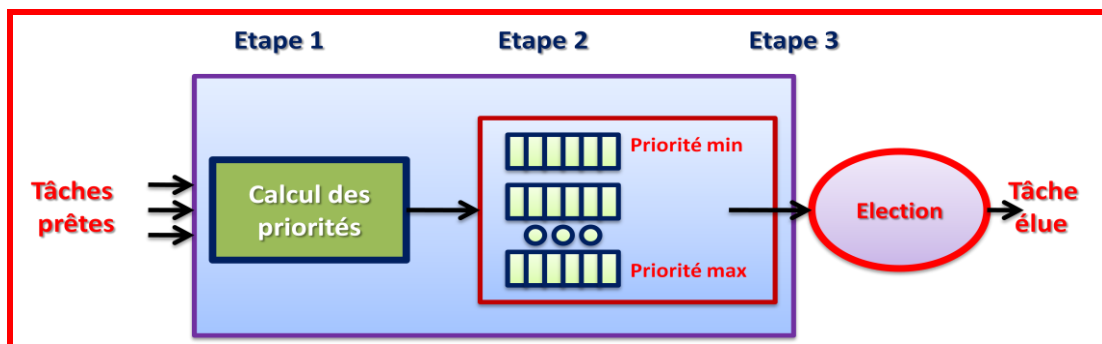 Etape 1
Etape 2
Etape 3
Tâches
prêtes
Calcul des
priorités
Priorité min
Priorité max
Election
Tâche
élue